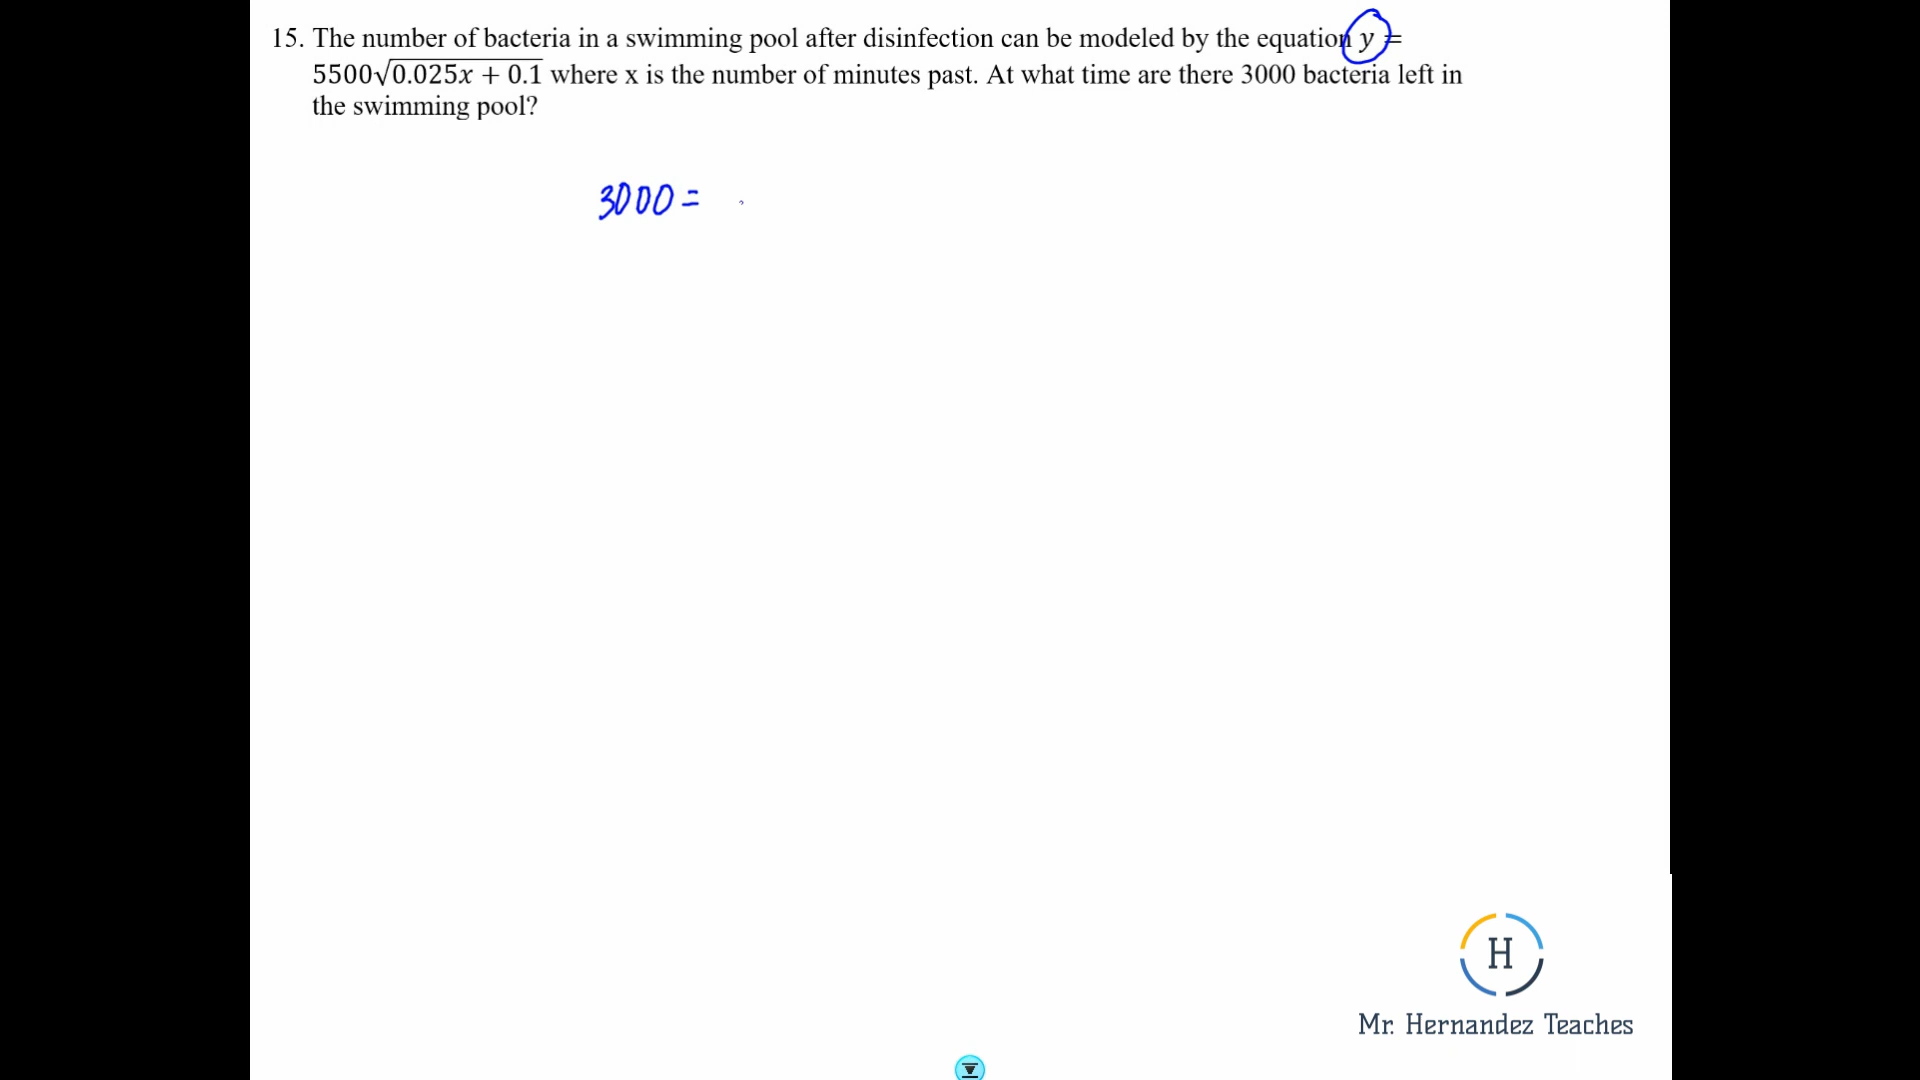 15. The number of bacteria in a swimming pool after disinfection can be modeled by the equation y =
5500√0.025x + 0.1 where x is the number of minutes past. At what time are there 3000 bacteria left in
the swimming pool?
3000 =
H
Mr. Hernandez Teaches